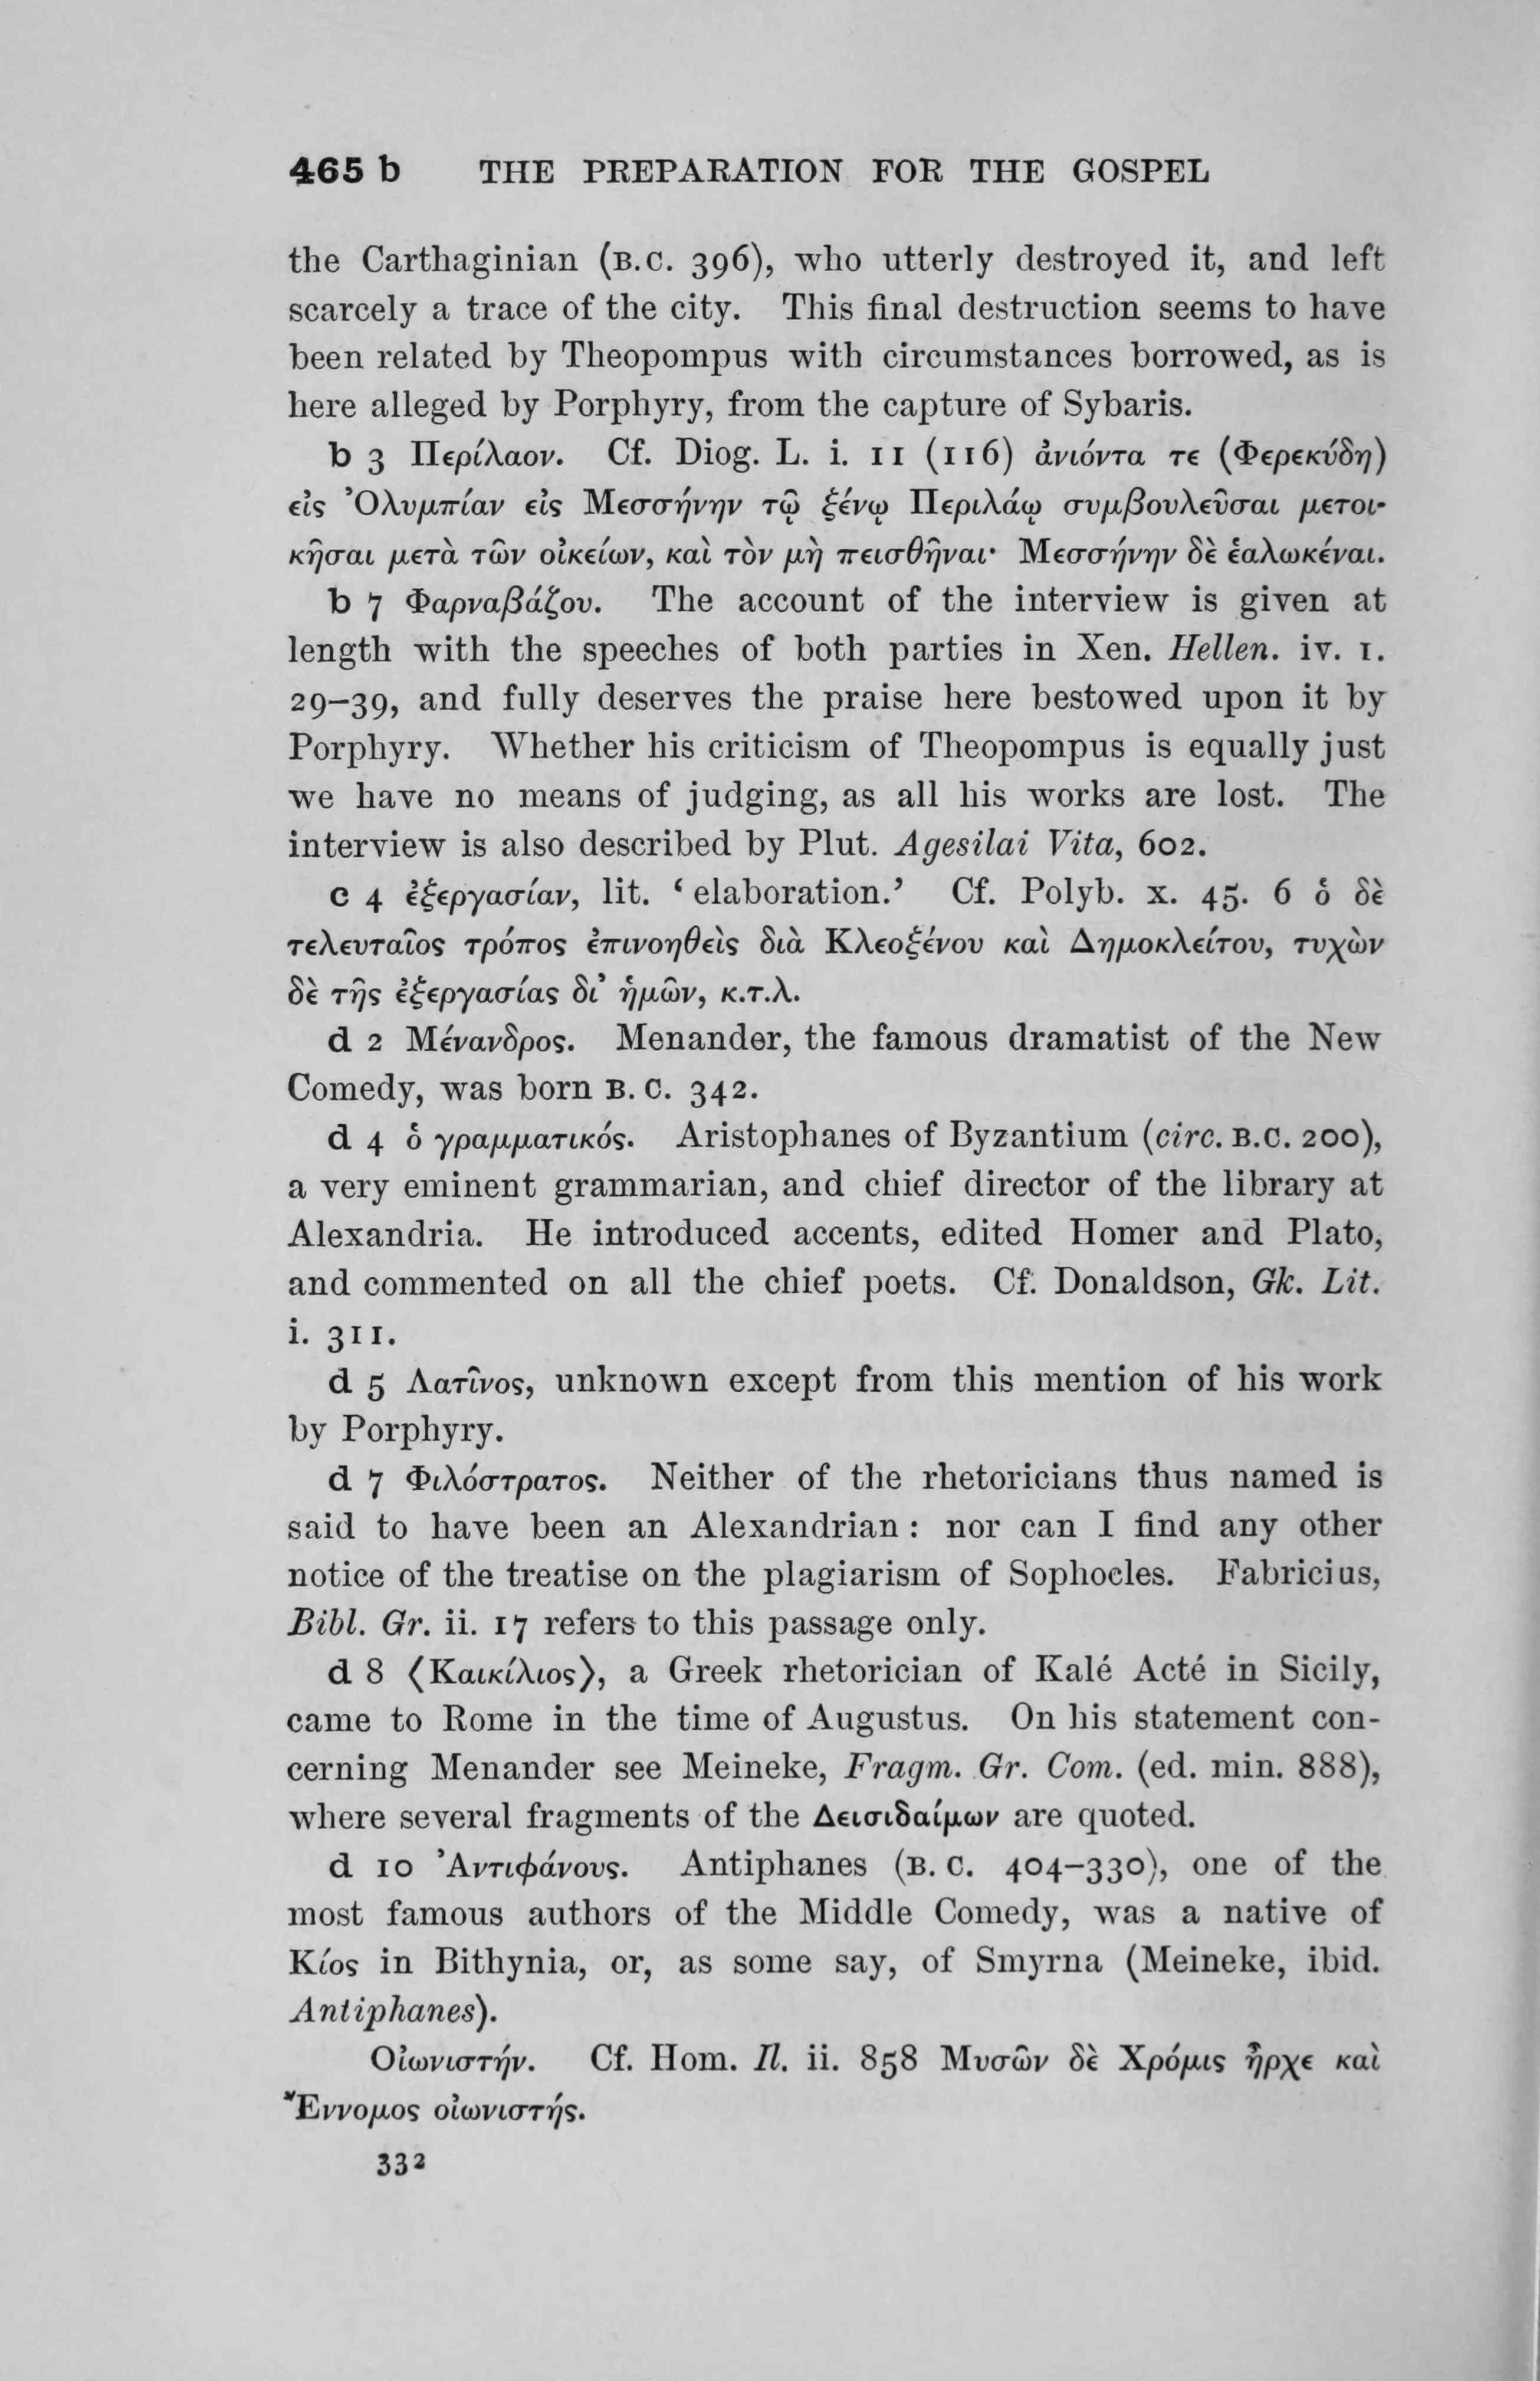 465 b THE PREPARATION FOR THE GOSPEL
the Carthaginian (B.C. 396), who utterly destroyed it, and left
scarcely a trace of the city. This final destruction seems to have
been related by Theopompus with circumstances borrowed, as is
here alleged by Porphyry, from the capture of Sybaris.
b 3 Περίλαον. Cf. Diog. L. i. 11 (116) ἀνιόντα τε (Φερεκύδη)
εἰς Ὀλυμπίαν εἰς Μεσσήνην τῷ ξένῳ Περιλάῳ συμβουλεῦσαι μετοι-
κῆσαι μετὰ τῶν οἰκείων, καὶ τὸν μὴ πεισθῆναι· Μεσσήνην δὲ ἑαλωκέναι.
b 7 Φαρναβάζου. The account of the interview is given at
length with the speeches of both parties in Xen. Hellen. iv. 1.
29–39, and fully deserves the praise here bestowed upon it by
Porphyry. Whether his criticism of Theopompus is equally just
we have no means of judging, as all his works are lost. The
interview is also described by Plut. Agesilai Vita, 602.
c 4 ἐξεργασίαν, lit. ‘elaboration.’ Cf. Polyb. x. 45. 6 ὁ δὲ
τελευταῖος τρόπος ἐπινοηθεὶς διὰ Κλεοξένου καὶ Δημοκλείτου, τυχὼν
δὲ τῆς ἐξεργασίας δι’ ἡμῶν, κ.τ.λ.
d 2 Μένανδρος. Menander, the famous dramatist of the New
Comedy, was born B. C. 342.
d 4 ὁ γραμματικός. Aristophanes of Byzantium (circ. B.C. 200),
a very eminent grammarian, and chief director of the library at
Alexandria. He introduced accents, edited Homer and Plato,
and commented on all the chief poets. Cf. Donaldson, Gk. Lit.
i. 311.
d 5 Λατῖνος, unknown except from this mention of his work
by Porphyry.
d 7 Φιλόστρατος. Neither of the rhetoricians thus named is
said to have been an Alexandrian : nor can I find any other
notice of the treatise on the plagiarism of Sophocles. Fabricius,
Bibl. Gr. ii. 17 refers to this passage only.
d 8 ⟨Καικίλιος⟩, a Greek rhetorician of Kalé Acté in Sicily,
came to Rome in the time of Augustus. On his statement con-
cerning Menander see Meineke, Fragm. Gr. Com. (ed. min. 888),
where several fragments of the Δεισιδαίμων are quoted.
d 10 Ἀντιφάνους. Antiphanes (B. C. 404–330), one of the
most famous authors of the Middle Comedy, was a native of
Κίος in Bithynia, or, as some say, of Smyrna (Meineke, ibid.
Antiphanes).
Οἰωνιστήν. Cf. Hom. Il. ii. 858 Μυσῶν δὲ Χρόμις ἦρχε καὶ
Ἔννομος οἰωνιστής.
332